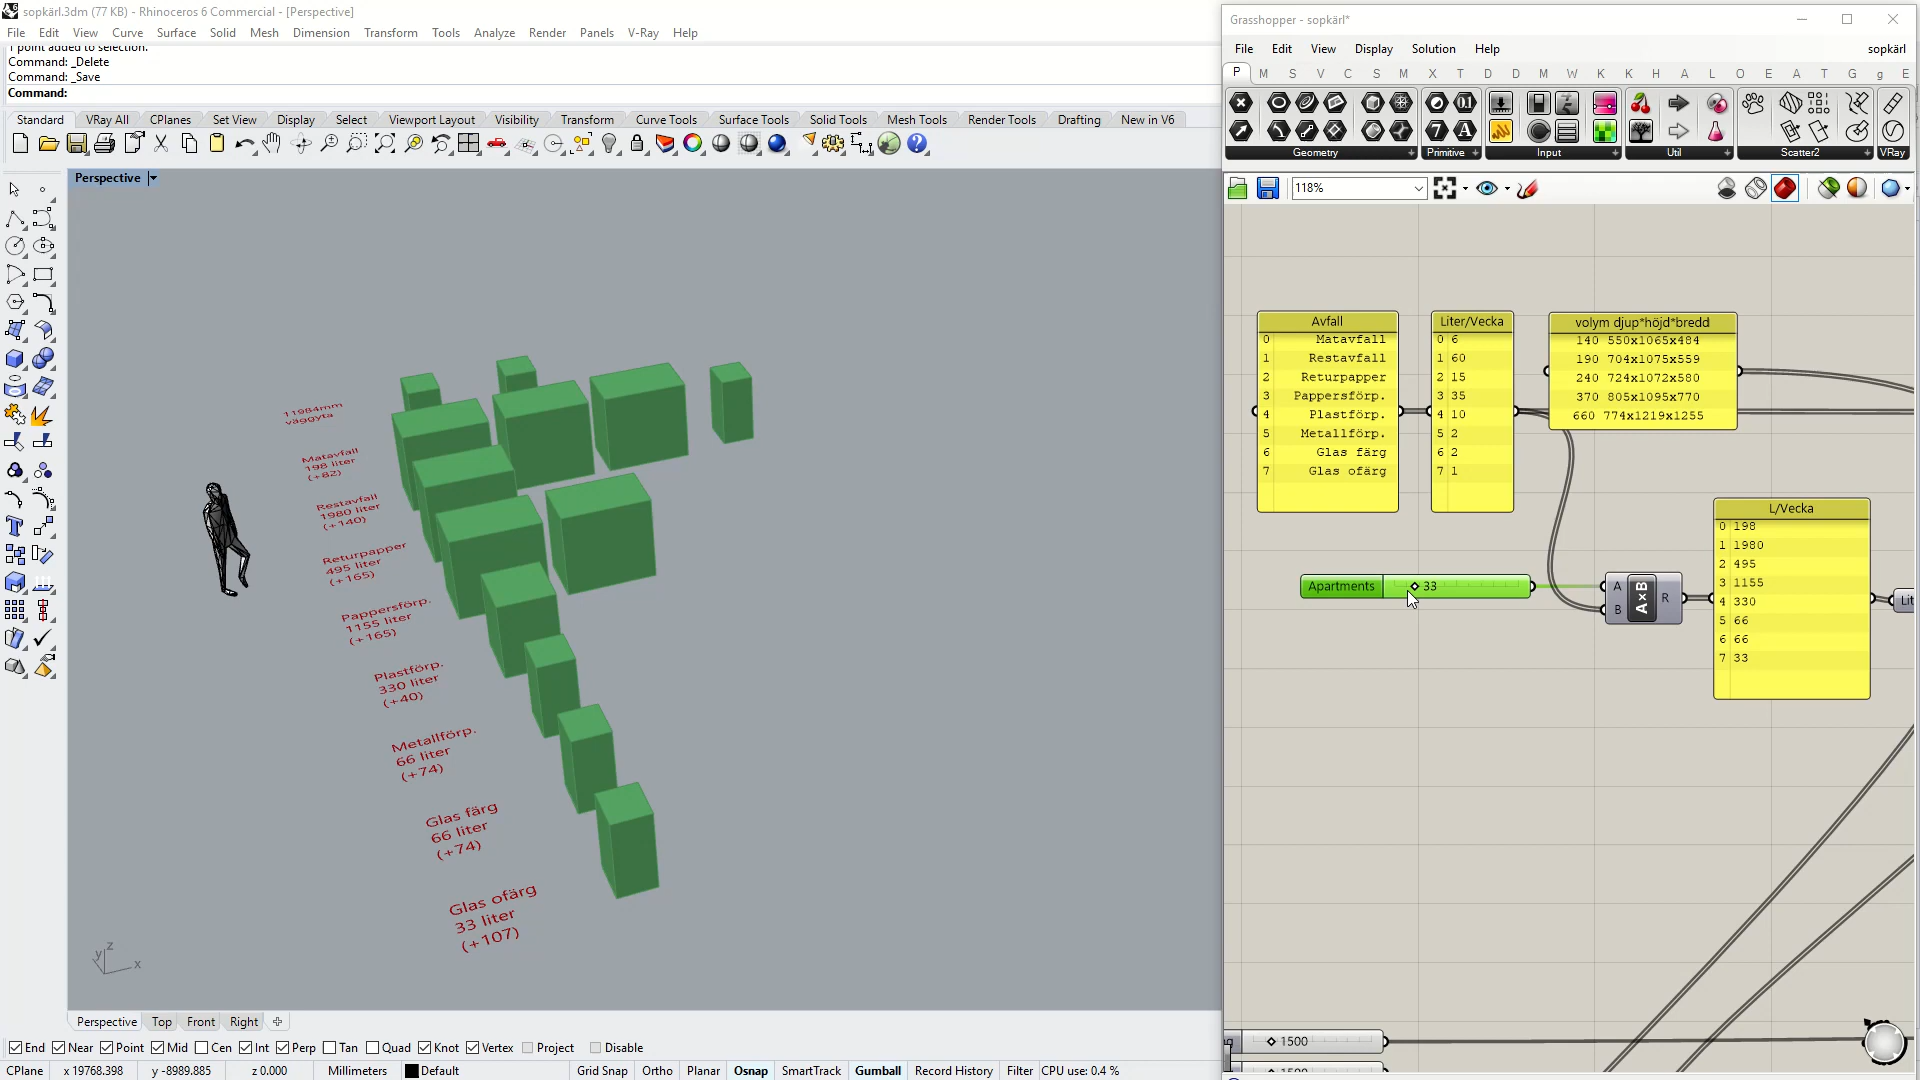 sopkärl.3dm (77 KB) - Rhinoceros 6 Commercial - [Perspective]
File Edit View Curve Surface Solid Mesh Dimension Transform Tools Analyze Render Panels V-Ray Help
1 point added to selection.
Command: _Delete
Command: _Save
Command:
Standard VRay All CPlanes Set View Display Select Viewport Layout Visibility Transform Curve Tools Surface Tools Solid Tools Mesh Tools Render Tools Drafting New in V6
Perspective
11984mm
väggyta
Matavfall
198 liter
(+82)
Restavfall
1980 liter
(+140)
Returpapper
495 liter
(+165)
Pappersförp.
1155 liter
(+165)
Plastförp.
330 liter
(+40)
Metallförp.
66 liter
(+74)
Glas färg
66 liter
(+74)
Glas ofärg
33 liter
(+107)
z
y
x
Perspective Top Front Right
End Near Point Mid Cen Int Perp Tan Quad Knot Vertex Project Disable
CPlane x 19768.398 y -8989.885 z 0.000 Millimeters Default Grid Snap Ortho Planar Osnap SmartTrack Gumball Record History Filter CPU use: 0.4 %
Grasshopper - sopkärl*
File Edit View Display Solution Help sopkärl
P M S V C S M X T D D M W K K H A L O E A T G g E
Geometry Primitive Input Util Scatter2 VRay
118%
Avfall
0 Matavfall
1 Restavfall
2 Returpapper
3 Pappersförp.
4 Plastförp.
5 Metallförp.
6 Glas färg
7 Glas ofärg
Liter/Vecka
0 6
1 60
2 15
3 35
4 10
5 2
6 2
7 1
volym djup*höjd*bredd
140 550x1065x484
190 704x1075x559
240 724x1072x580
370 805x1095x770
660 774x1219x1255
Apartments 33
A
B
A×B
R
L/Vecka
0 198
1 1980
2 495
3 1155
4 330
5 66
6 66
7 33
Lit
1500
1500